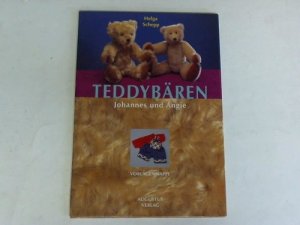 Helga
Schepp
TEDDYBÄREN
Johannes und Angie
VORLAGENMAPPE
AUGUSTUS
VERLAG